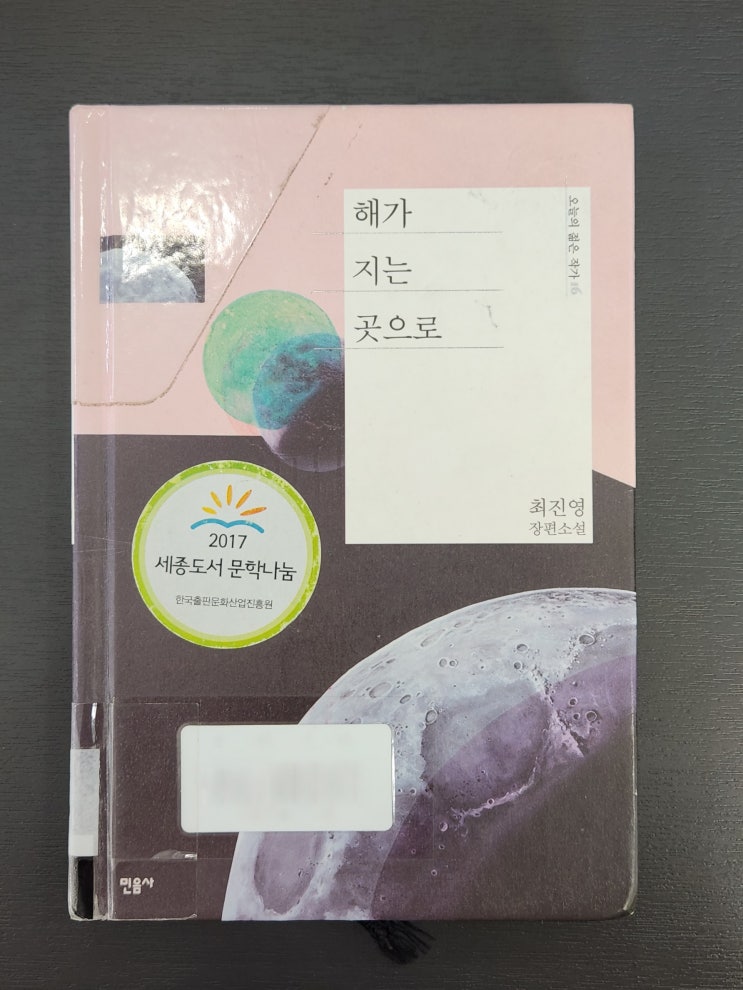 해가
지는
곳으로
오늘의 젊은 작가 16
최진영
장편소설
2017
세종도서 문학나눔
한국출판문화산업진흥원
민음사